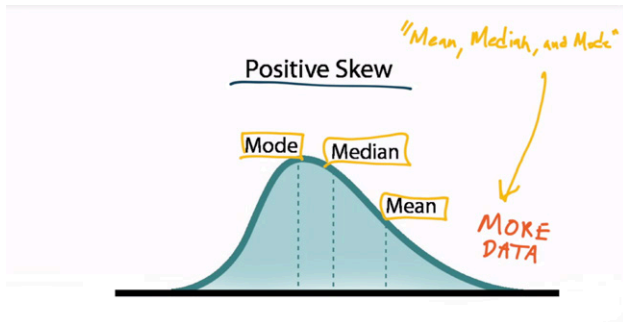 "Mean, Median, and Mode"
Positive Skew
Mode
Median
Mean
MORE
DATA